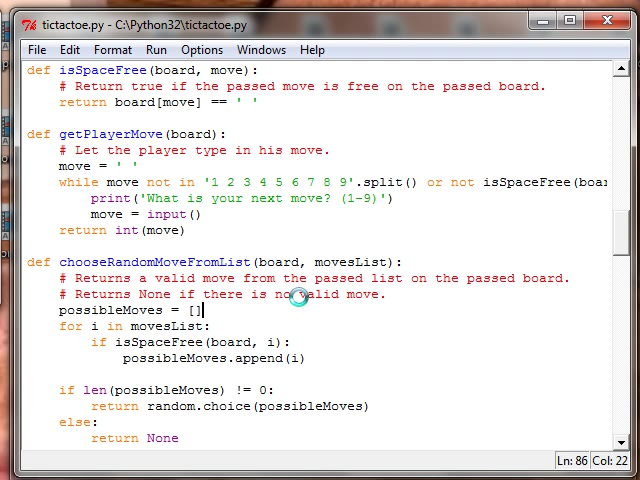 tictactoe.py - C:\Python32\tictactoe.py
File Edit Format Run Options Windows Help
def isSpaceFree(board, move):
    # Return true if the passed move is free on the passed board.
    return board[move] == ' '
def getPlayerMove(board):
    # Let the player type in his move.
    move = ' '
    while move not in '1 2 3 4 5 6 7 8 9'.split() or not isSpaceFree(boar
        print('What is your next move? (1-9)')
        move = input()
    return int(move)
def chooseRandomMoveFromList(board, movesList):
    # Returns a valid move from the passed list on the passed board.
    # Returns None if there is no valid move.
    possibleMoves = []
    for i in movesList:
        if isSpaceFree(board, i):
            possibleMoves.append(i)
    if len(possibleMoves) != 0:
        return random.choice(possibleMoves)
    else:
        return None
Ln: 86 Col: 22